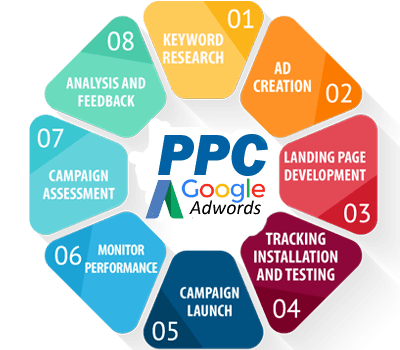 01
KEYWORD
RESEARCH
AD
CREATION
02
LANDING PAGE
DEVELOPMENT
03
TRACKING
INSTALLATION
AND TESTING
04
CAMPAIGN
LAUNCH
05
MONITOR
PERFORMANCE
06
07
CAMPAIGN
ASSESSMENT
08
ANALYSIS AND
FEEDBACK
PPC
Google
Adwords